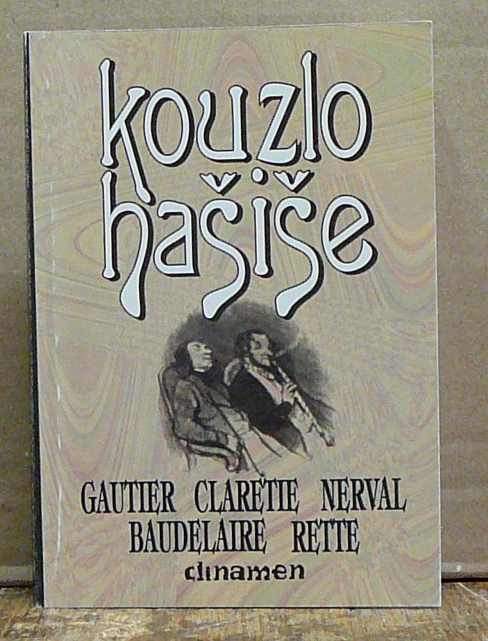 kouzlo
hašiše
GAUTIER CLARETIE NERVAL
BAUDELAIRE RETTE
clinamen